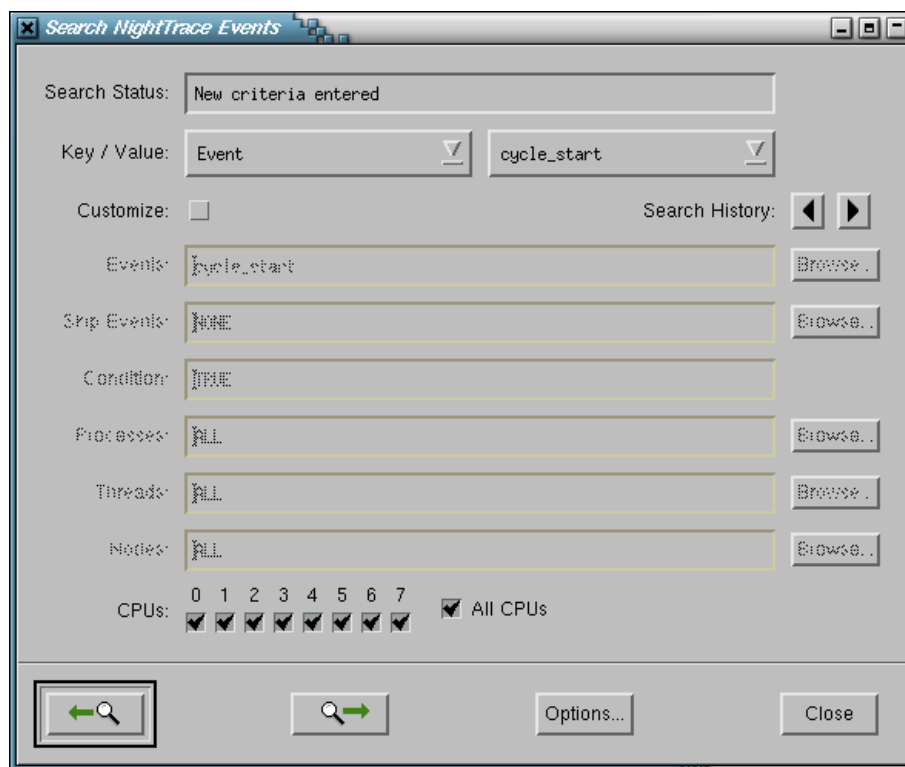 Search NightTrace Events
Search Status: New criteria entered
Key / Value: Event cycle_start
Customize: Search History:
Events: cycle_start Browse..
Skip Events: NONE Browse..
Condition: TRUE
Processes: ALL Browse..
Threads: ALL Browse..
Nodes: ALL Browse..
0 1 2 3 4 5 6 7
CPUs: All CPUs
Options... Close